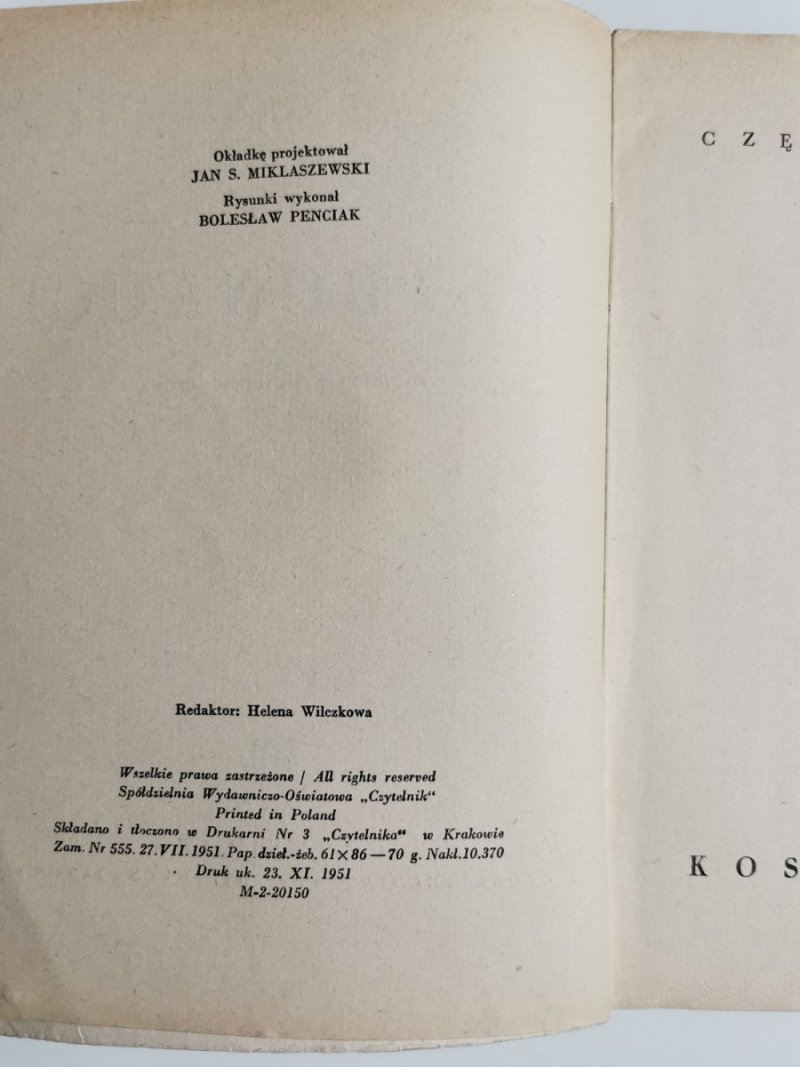 Okładkę projektował
JAN S. MIKLASZEWSKI
Rysunki wykonał
BOLESŁAW PENCIAK
Redaktor: Helena Wilczkowa
Wszelkie prawa zastrzeżone / All rights reserved
Spółdzielnia Wydawniczo-Oświatowa „Czytelnik“
Printed in Poland
Składano i tłoczono w Drukarni Nr 3 „Czytelnika“ w Krakowie
Zam. Nr 555. 27. VII. 1951. Pap. dzieł.-żeb. 61×86—70 g. Nakł. 10.370
Druk uk. 23. XI. 1951
M-2-20150
C Z Ę
K O S